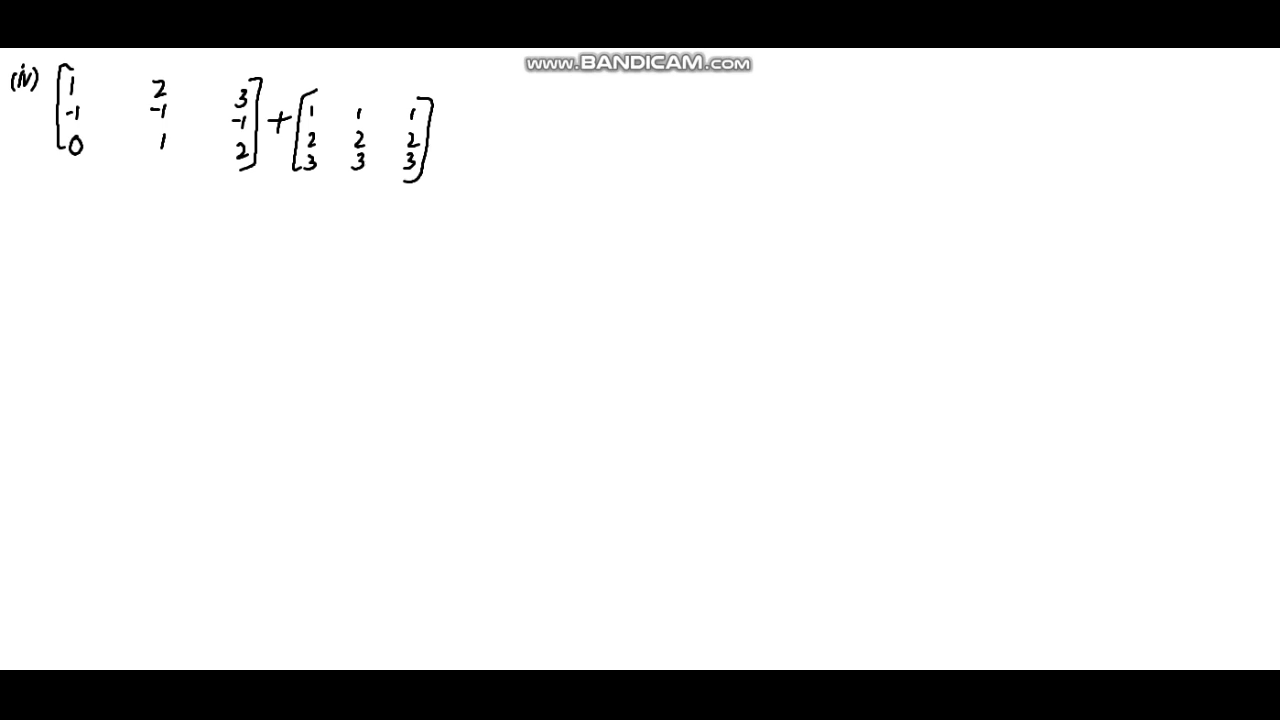 www.BANDICAM.com
(iv) [1 2 3] + [1 1 1]
[-1 -1 -1] [2 2 2]
[0 1 2] [3 3 3]